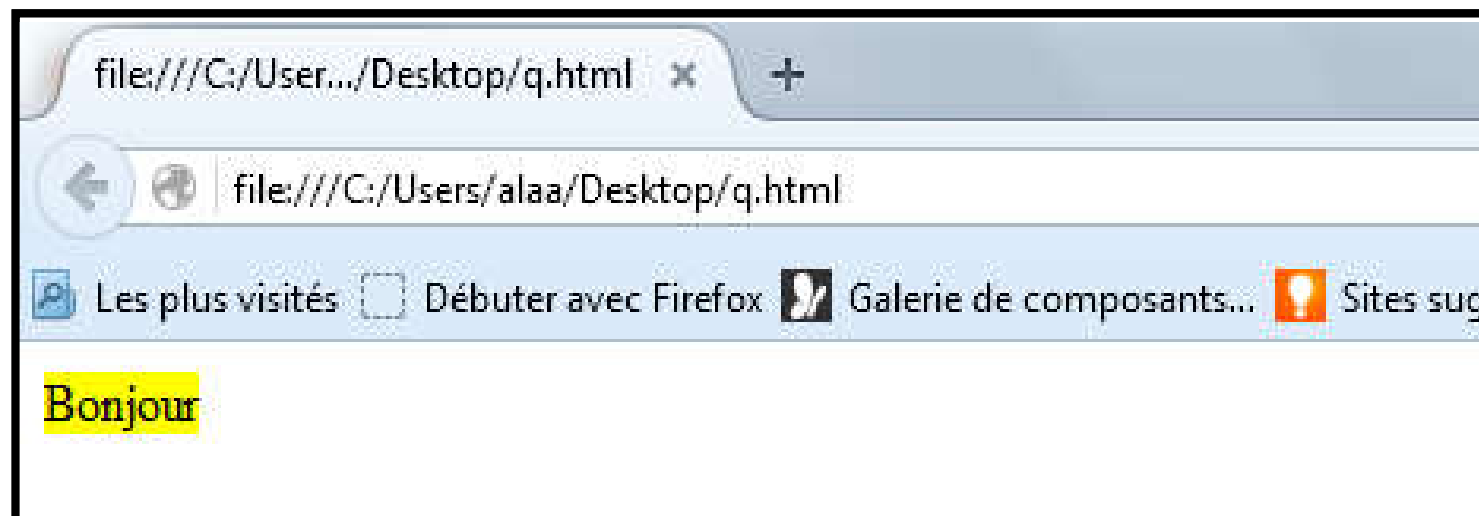 file:///C:/User.../Desktop/q.html
file:///C:/Users/alaa/Desktop/q.html
Les plus visités Débuter avec Firefox Galerie de composants... Sites
Bonjour